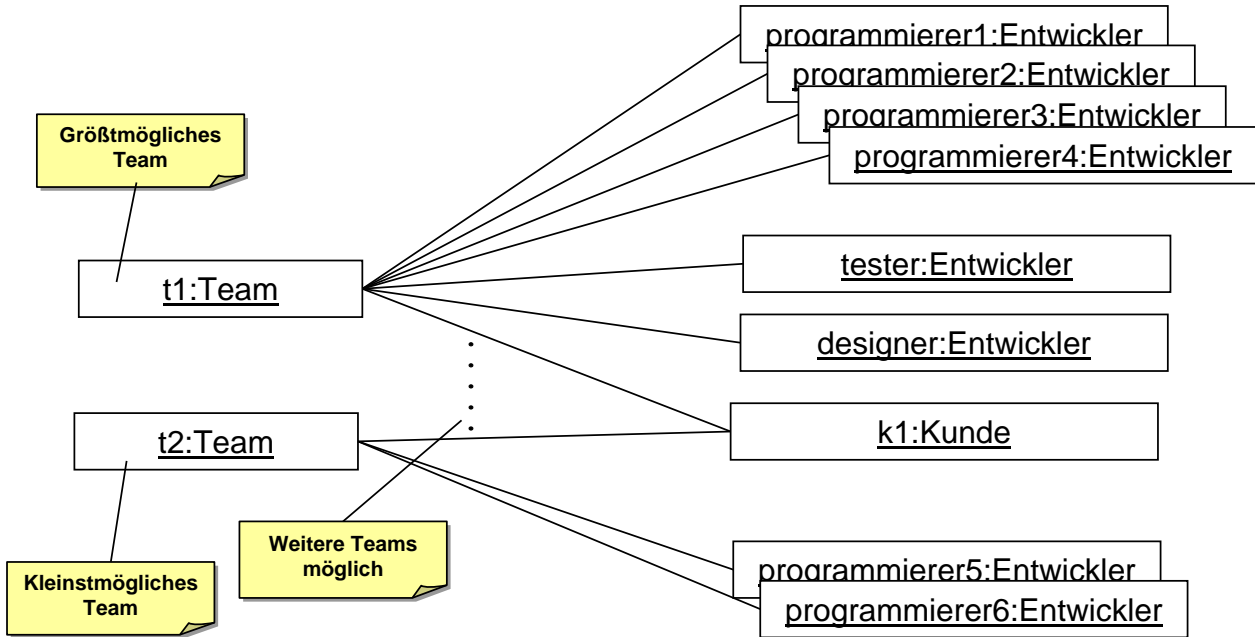 programmierer1:Entwickler
programmierer2:Entwickler
programmierer3:Entwickler
programmierer4:Entwickler
Größtmögliches
Team
t1:Team
tester:Entwickler
designer:Entwickler
t2:Team
k1:Kunde
Weitere Teams
möglich
Kleinstmögliches
Team
programmierer5:Entwickler
programmierer6:Entwickler